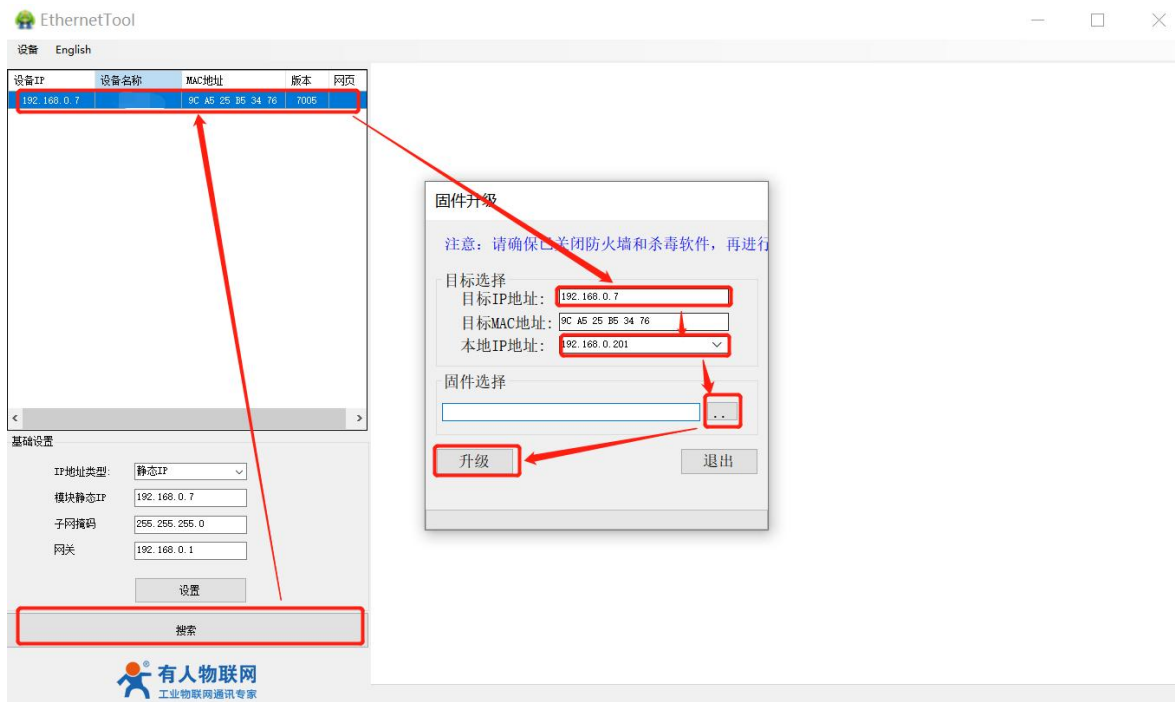 EthernetTool
设备 English
设备IP 设备名称 MAC地址 版本 网页
192.168.0.7 9C A5 25 B5 34 76 7005
固件升级
注意：请确保已关闭防火墙和杀毒软件，再进行
目标选择
目标IP地址： 192.168.0.7
目标MAC地址： 9C A5 25 B5 34 76
本地IP地址： 192.168.0.201
固件选择
..
升级 退出
基础设置
IP地址类型: 静态IP
模块静态IP 192.168.0.7
子网掩码 255.255.255.0
网关 192.168.0.1
设置
搜索
有人物联网
®
工业物联网通讯专家